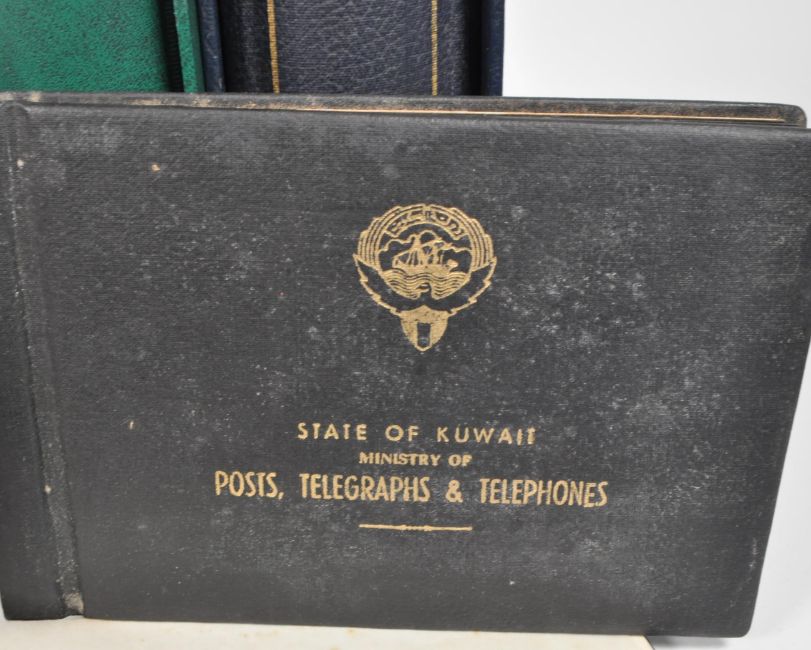 STATE OF KUWAIT
MINISTRY OF
POSTS, TELEGRAPHS & TELEPHONES